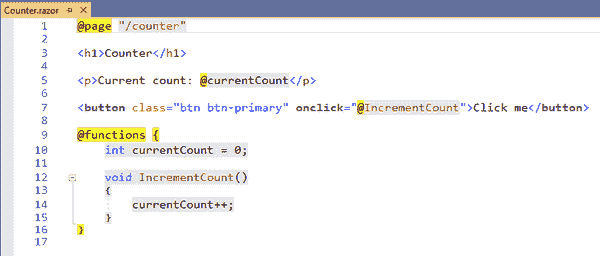 Counter.razor
1 @page "/counter"
2
3 <h1>Counter</h1>
4
5 <p>Current count: @currentCount</p>
6
7 <button class="btn btn-primary" onclick="@IncrementCount">Click me</button>
8
9 @functions {
10 int currentCount = 0;
11
12 void IncrementCount()
13 {
14 currentCount++;
15 }
16 }
17